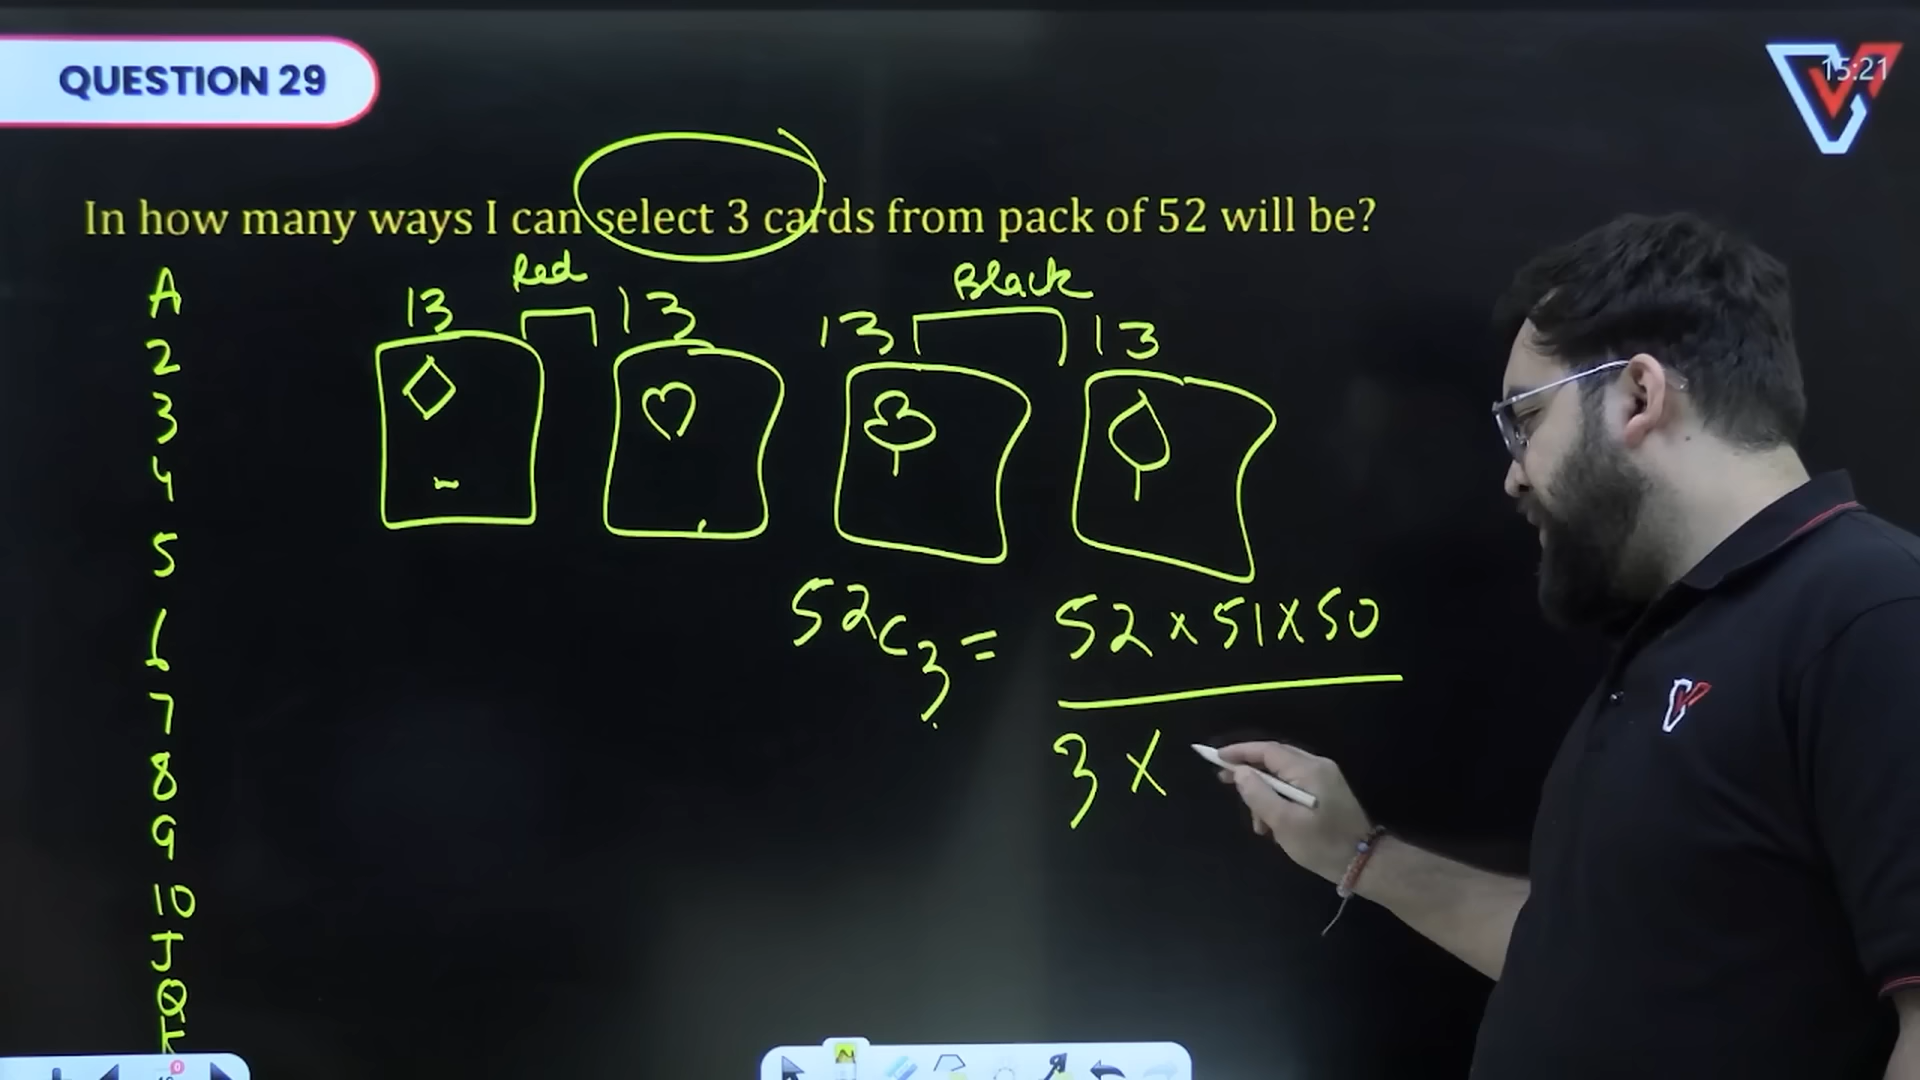 QUESTION 29
15:21
In how many ways I can select 3 cards from pack of 52 will be?
Red
Black
13
13
13
13
A
2
3
4
5
6
7
8
9
10
J
Q
K
52C3 = 52 × 51 × 50
3 ×